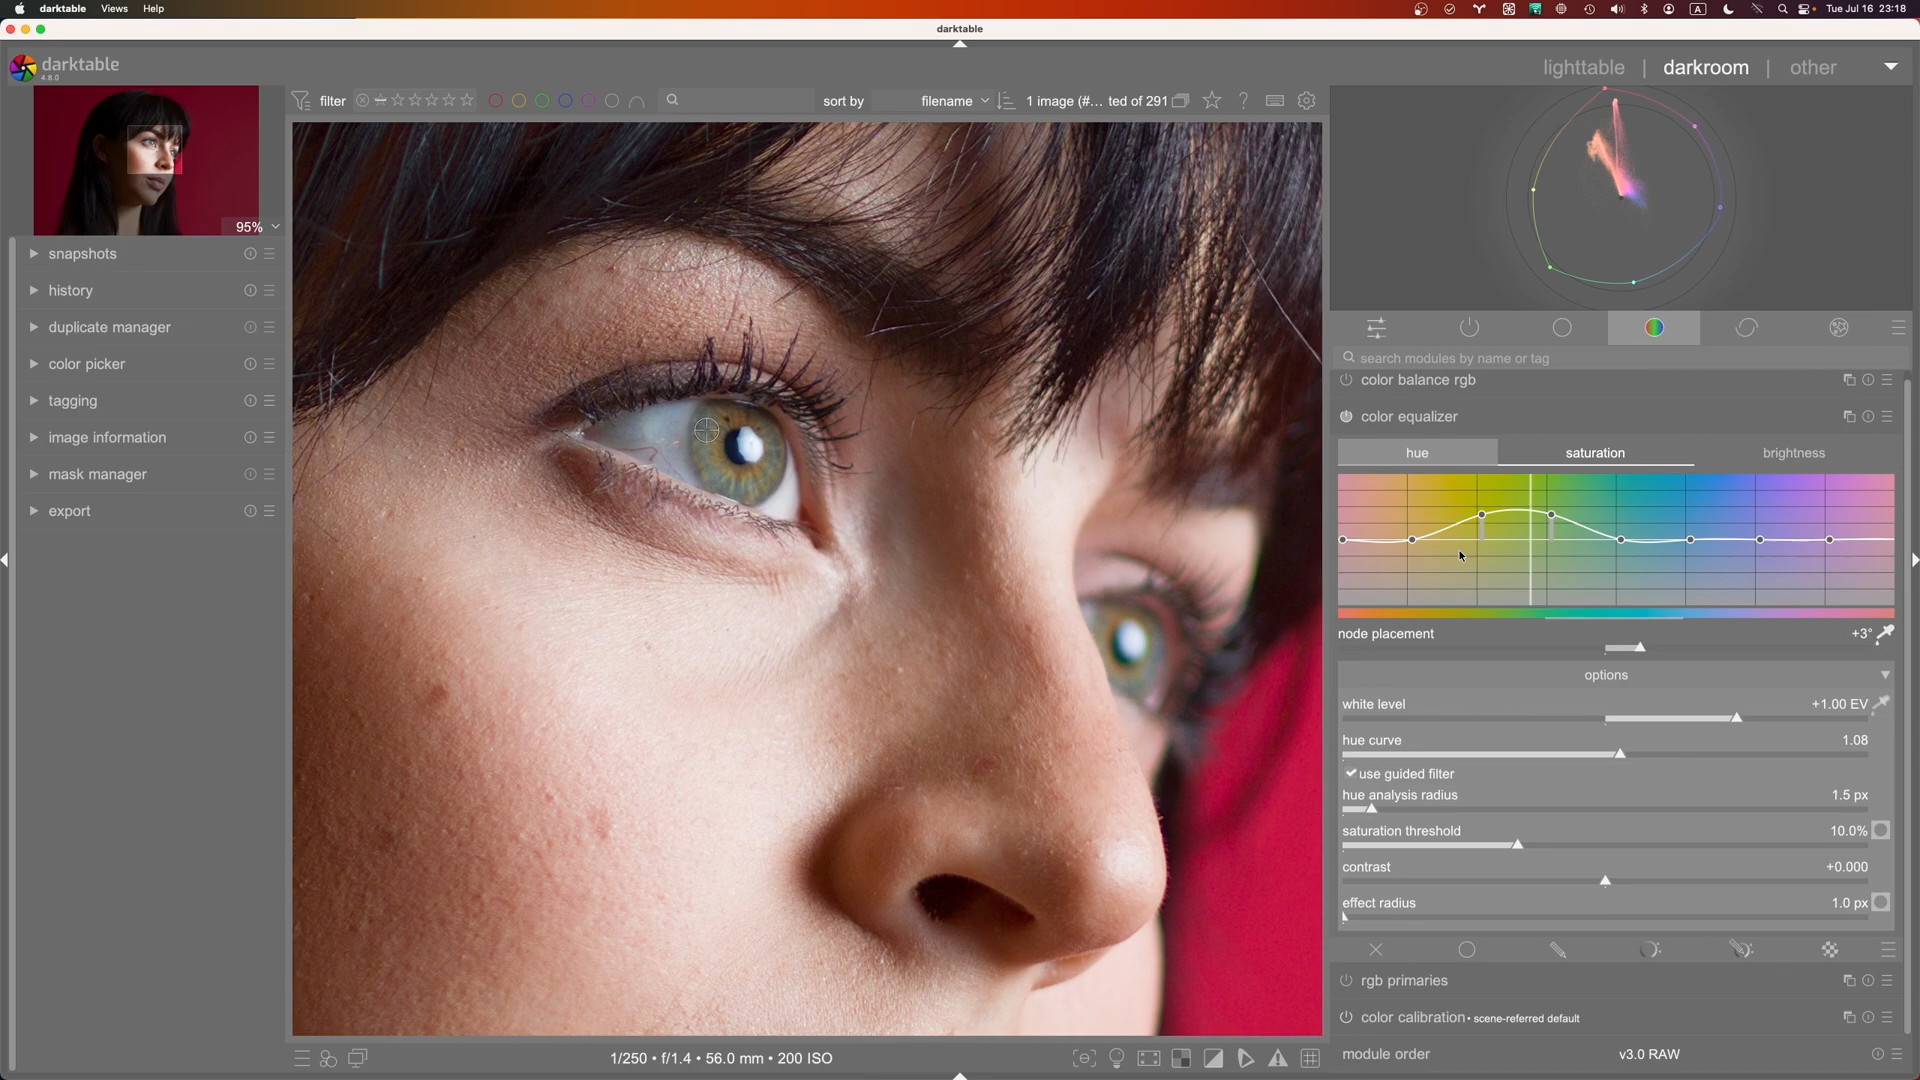 darktable Views Help
A Tue Jul 16 23:18
darktable
darktable
4.8.0
lighttable | darkroom | other
filter
sort by filename 1 image (#... ted of 291
?
95%
snapshots
history
duplicate manager
color picker
tagging
image information
mask manager
export
search modules by name or tag
color balance rgb
color equalizer
hue saturation brightness
node placement +3°
options
white level +1.00 EV
hue curve 1.08
use guided filter
hue analysis radius 1.5 px
saturation threshold 10.0%
contrast +0.000
effect radius 1.0 px
rgb primaries
color calibration • scene-referred default
module order v3.0 RAW
1/250 • f/1.4 • 56.0 mm • 200 ISO